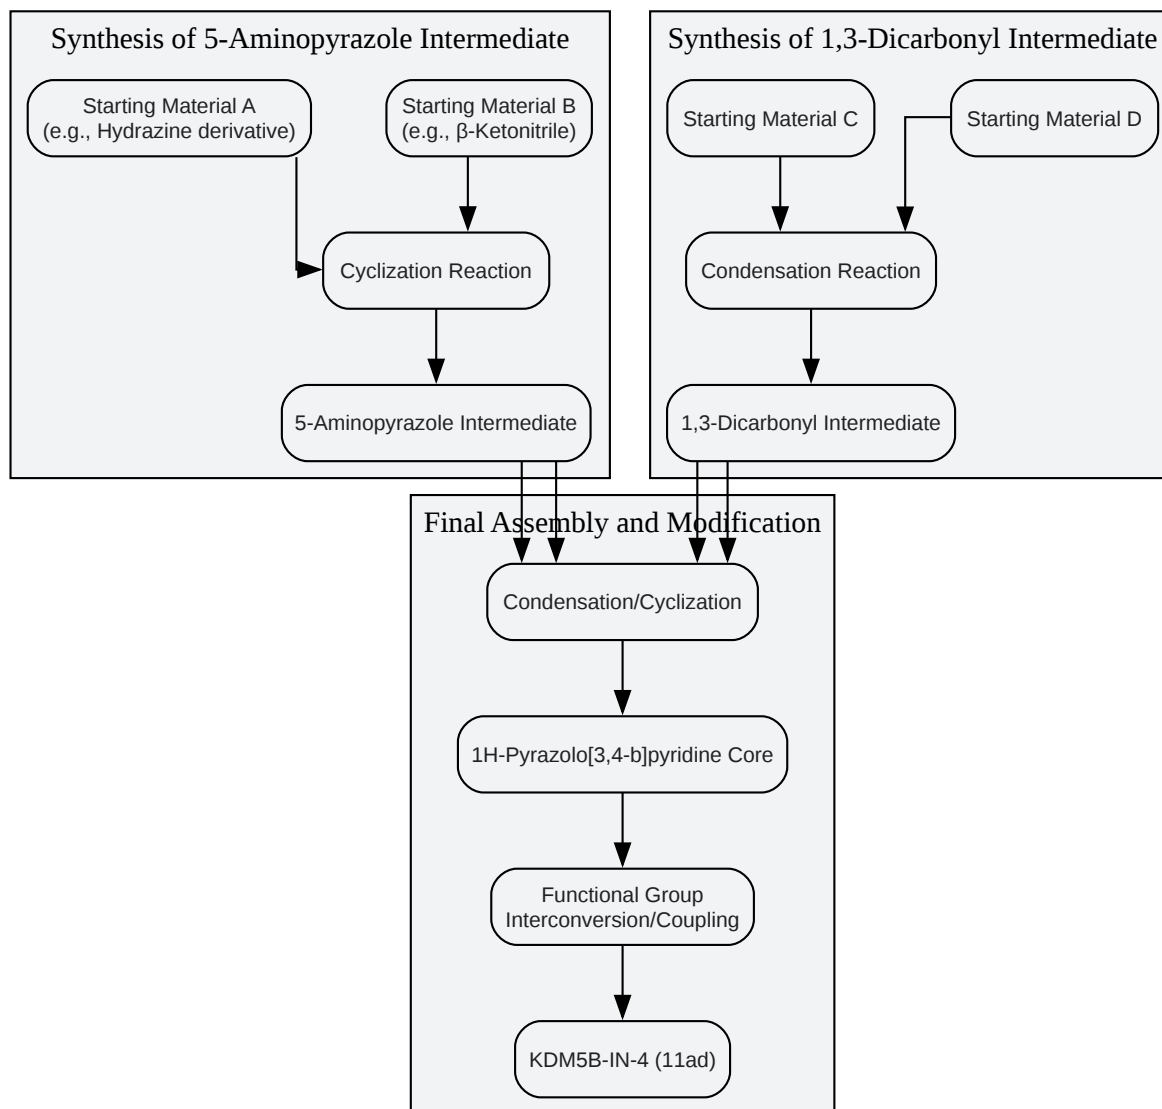 Synthesis of 5-Aminopyrazole Intermediate
Starting Material A
(e.g., Hydrazine derivative)
Starting Material B
(e.g., β-Ketonitrile)
Cyclization Reaction
5-Aminopyrazole Intermediate
Synthesis of 1,3-Dicarbonyl Intermediate
Starting Material C
Starting Material D
Condensation Reaction
1,3-Dicarbonyl Intermediate
Final Assembly and Modification
Condensation/Cyclization
1H-Pyrazolo[3,4-b]pyridine Core
Functional Group
Interconversion/Coupling
KDM5B-IN-4 (11ad)